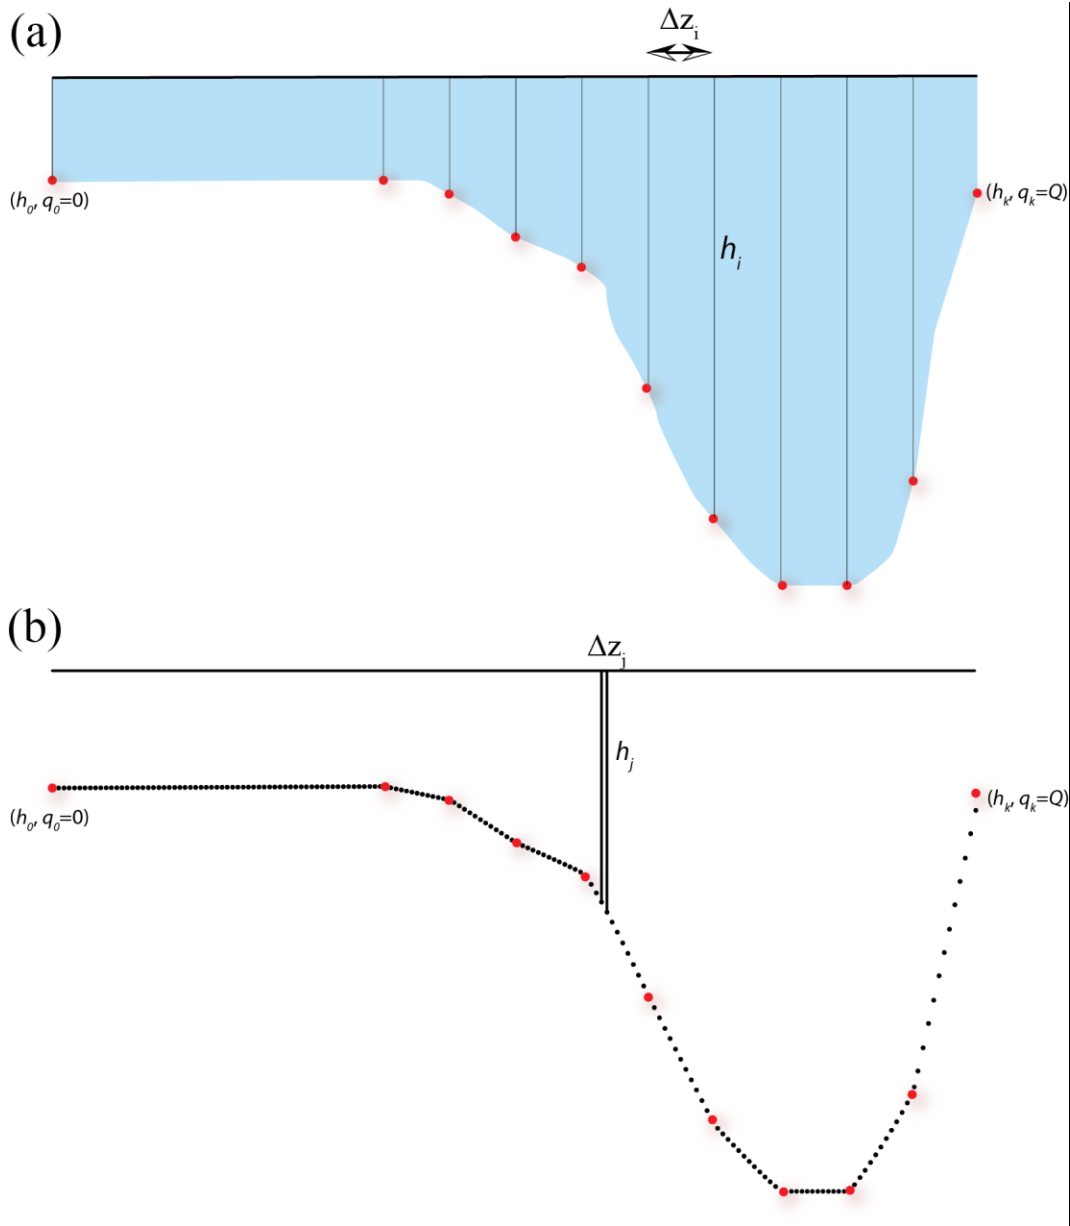 (a)
Δz_i
(h_0, q_0=0)
(h_k, q_k=Q)
h_i
(b)
Δz_j
h_j
(h_k, q_k=Q)
(h_0, q_0=0)